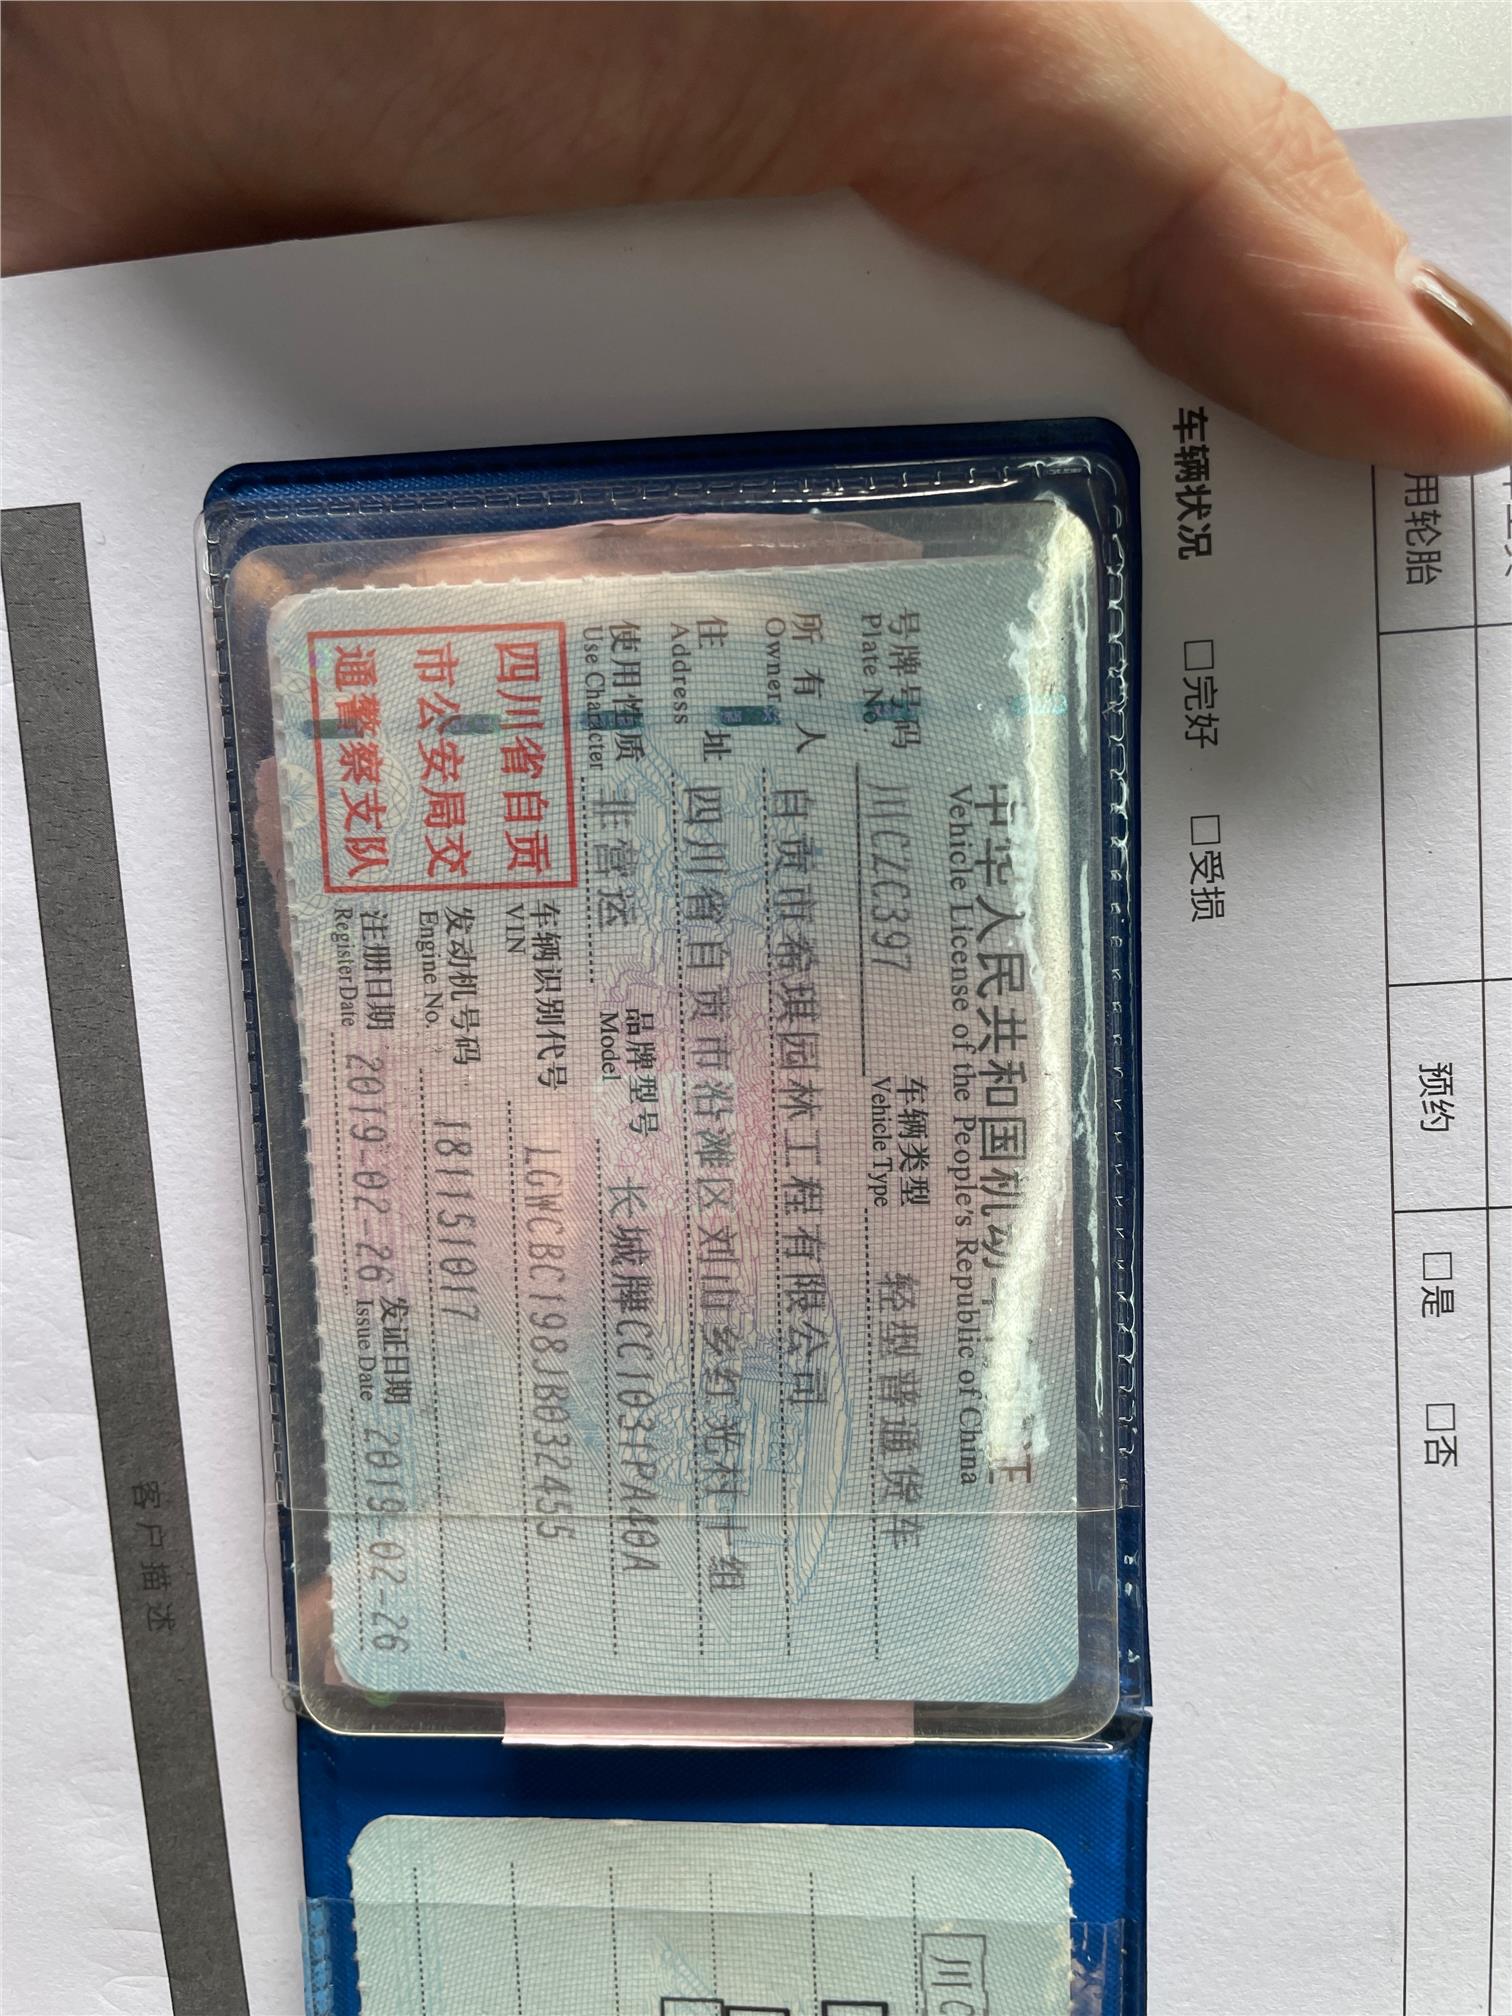 中华人民共和国机动
证
Vehicle License of the People's Republic of China
号牌号码 川CZC397 车辆类型 轻型普通货车
Plate No. Vehicle Type
所有人 自贡市希琪园林工程有限公司
Owner
住址 四川省自贡市沿滩区刘山乡红光村十组
Address
使用性质 非营运 品牌型号 长城牌CC1031PA40A
Use Character Model
四川省自贡
市公安局交
通警察支队
车辆识别代号 LGWCBC198JB032455
VIN
发动机号码 1811151017
Engine No.
注册日期 2019-02-26 发证日期 2019-02-26
Register Date Issue Date
川C
用轮胎 预约 □是 □否
车辆状况 □完好 □受损
客户描述